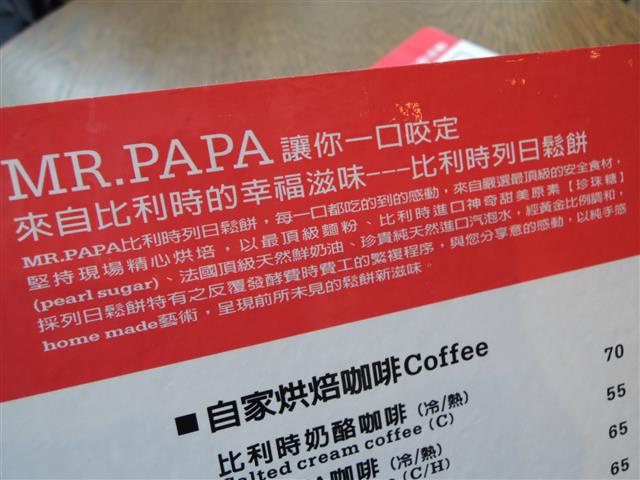 MR.PAPA 讓你一口咬定
來自比利時的幸福滋味---比利時列日鬆餅
MR.PAPA比利時列日鬆餅，每一口都吃的到的感動，來自嚴選最頂級的安全食材，
堅持現場精心烘培，以最頂級麵粉、比利時進口神奇甜美原素【珍珠糖】
(pearl sugar)、法國頂級天然鮮奶油、珍貴純天然進口汽泡水，經黃金比例調和，
採列日鬆餅特有之反覆發酵費時費工的繁複程序，與您分享意的感動，以純手感
home made藝術，呈現前所未見的鬆餅新滋味。
■自家烘焙咖啡Coffee
比利時奶酪咖啡 (冷/熱) 70
Salted cream coffee (C) 55
咖啡 (冷/熱) 65
(C/H) 65